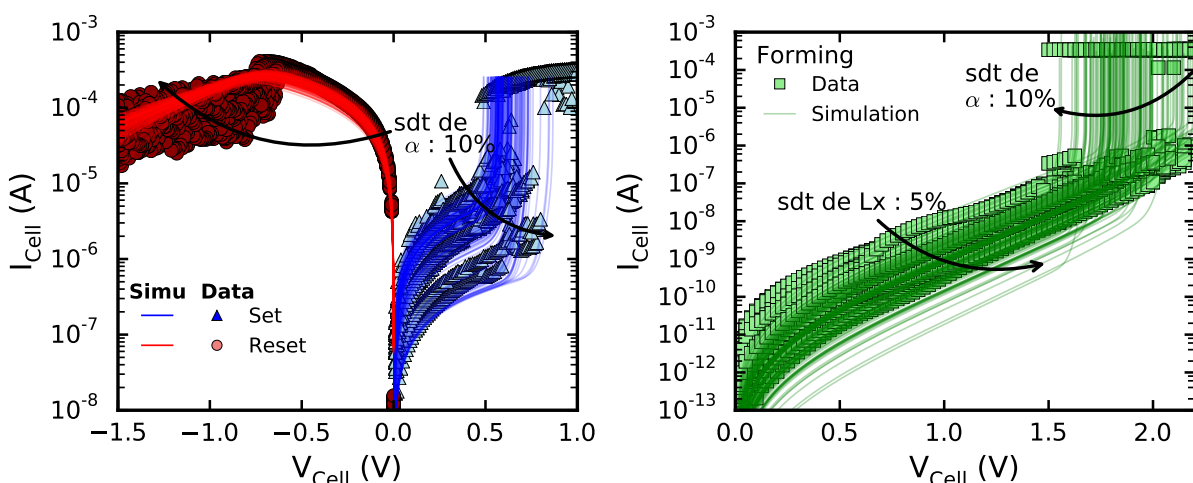 10⁻³
10⁻⁴
10⁻⁵
10⁻⁶
10⁻⁷
10⁻⁸
I_Cell (A)
sdt de
α : 10%
Simu Data
Set
Reset
−1.5 −1.0 −0.5 0.0 0.5 1.0
V_Cell (V)
10⁻³
10⁻⁴
10⁻⁵
10⁻⁶
10⁻⁷
10⁻⁸
10⁻⁹
10⁻¹⁰
10⁻¹¹
10⁻¹²
10⁻¹³
I_Cell (A)
Forming
Data
Simulation
sdt de
α : 10%
sdt de Lx : 5%
0.0 0.5 1.0 1.5 2.0
V_Cell (V)